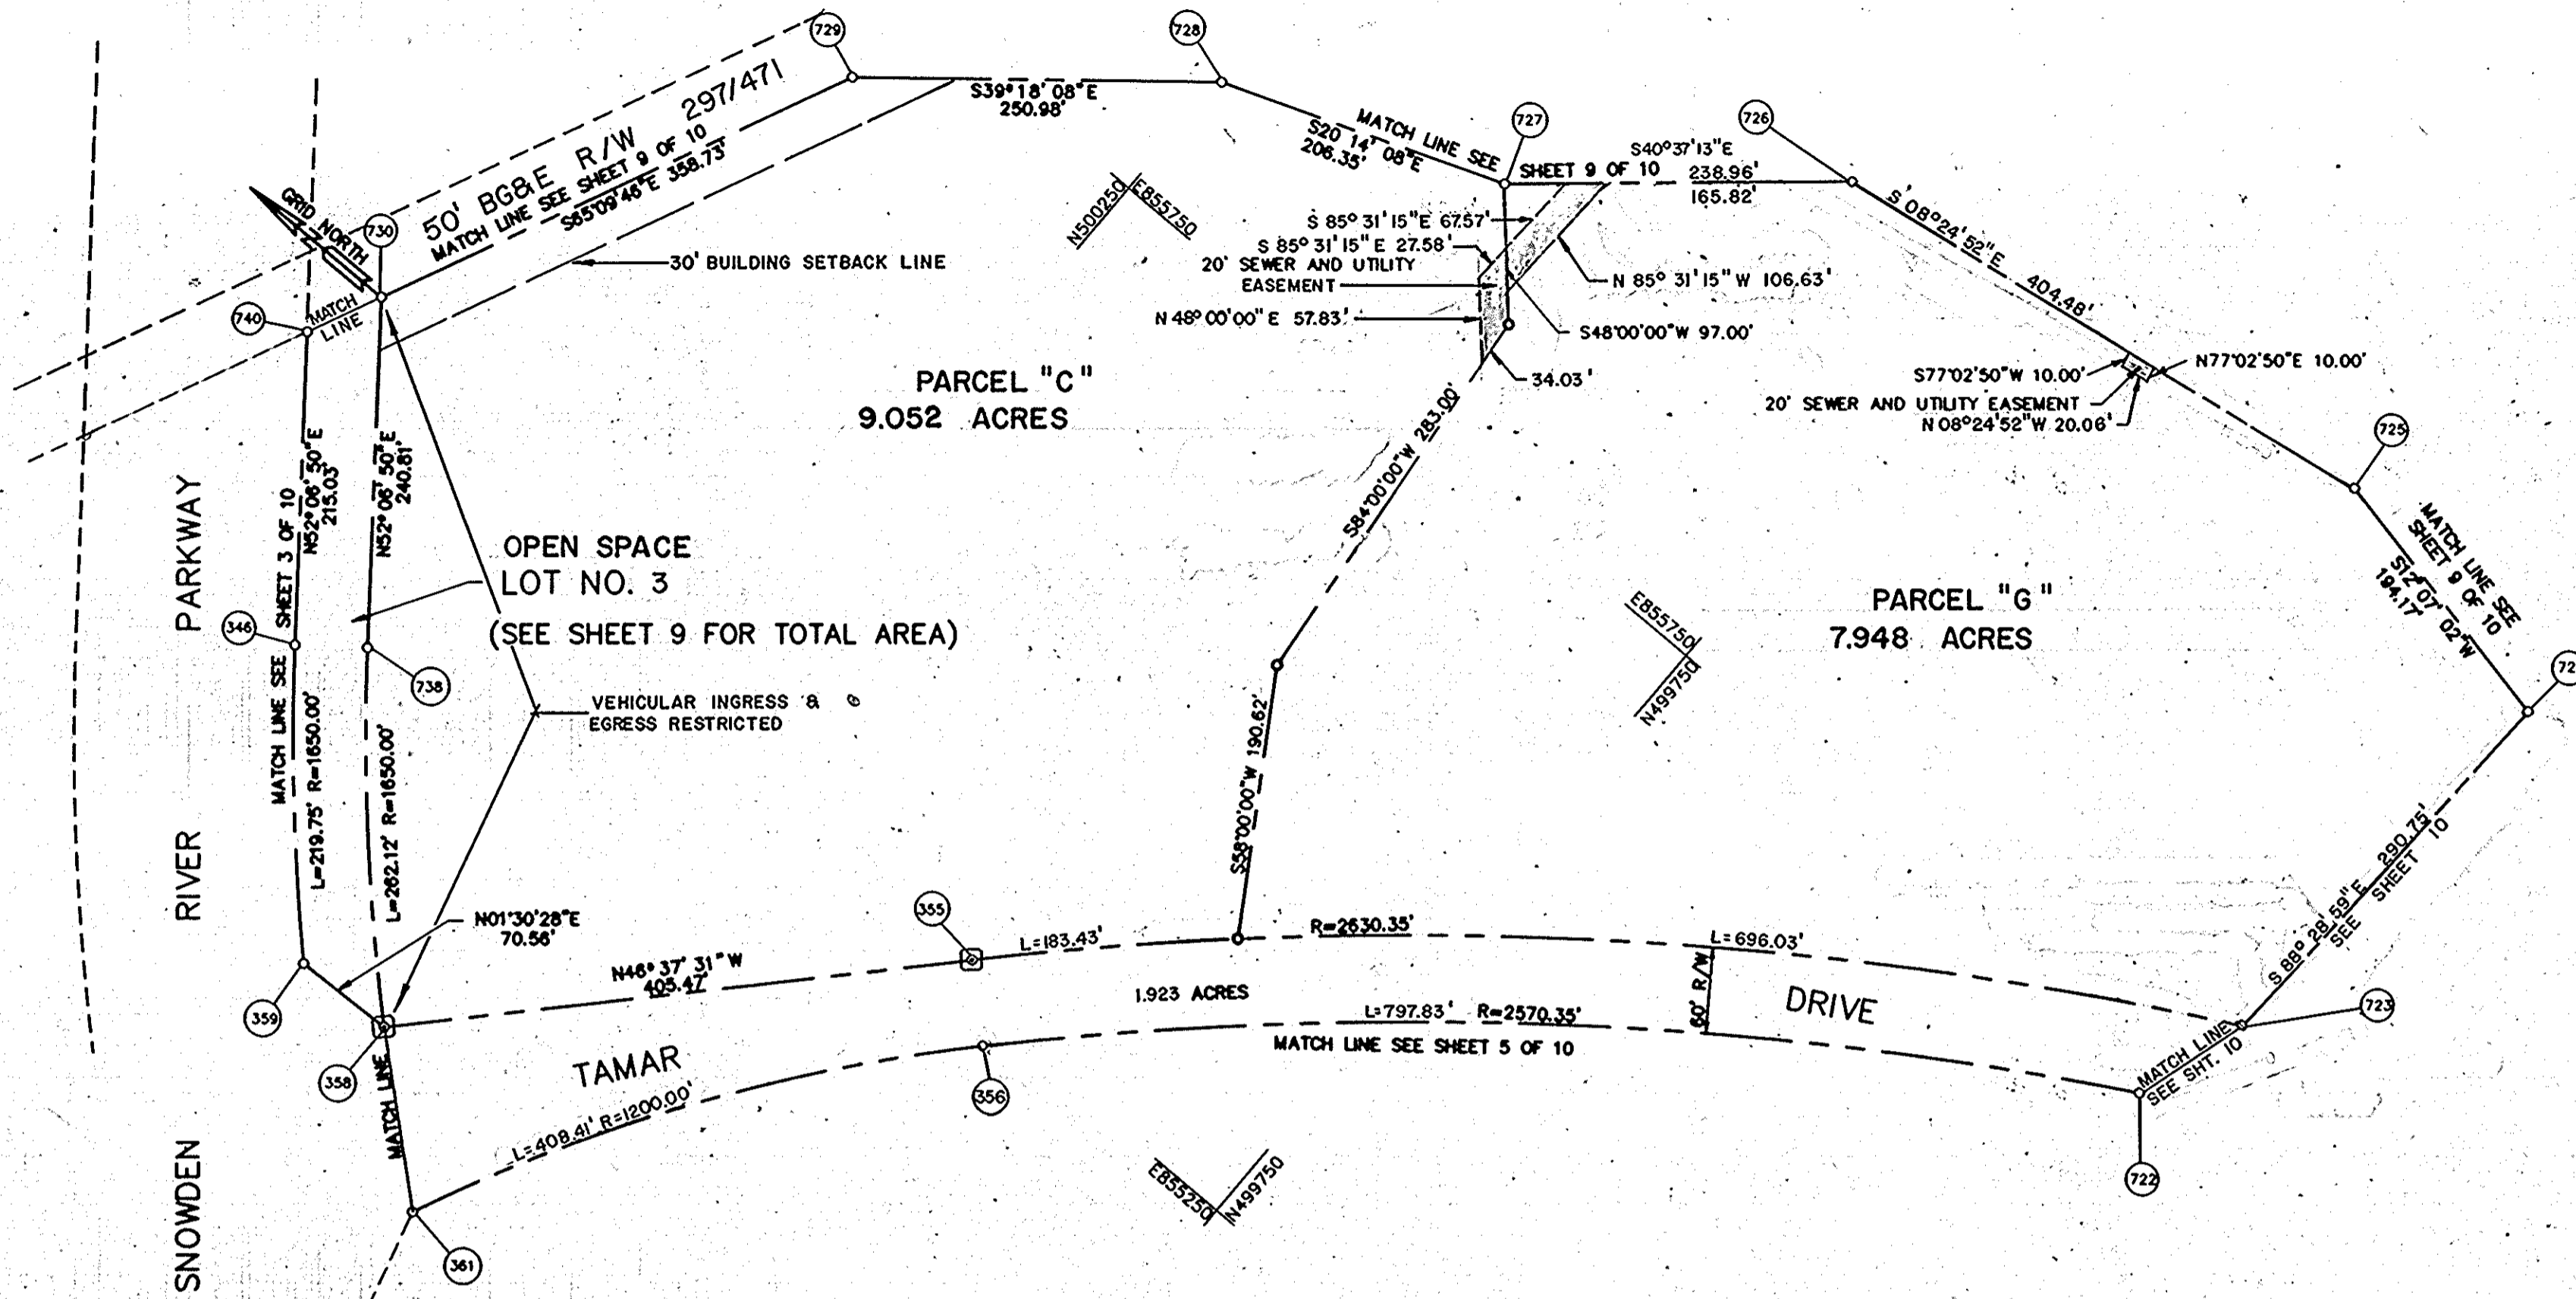 729
728
727
726
725
72
723
722
730
740
346
738
359
358
355
356
361
GRID NORTH
50' BG&E R/W 297/471
MATCH LINE SEE SHEET 9 OF 10
S65°09'46"E 358.73'
30' BUILDING SETBACK LINE
MATCH
LINE
S39°18'08"E
250.98'
MATCH LINE SEE
S20 14' 08"E
206.35'
SHEET 9 OF 10
S40°37'13"E
238.96'
165.82'
S 08°24'52"E 404.48'
N500250
E855750
S 85° 31' 15"E 67.57'
S 85° 31' 15" E 27.58'
20' SEWER AND UTILITY
EASEMENT
N 48° 00'00" E 57.83'
N 85° 31' 15" W 106.63'
S48°00'00"W 97.00'
34.03'
S77°02'50"W 10.00'
N77°02'50"E 10.00'
20' SEWER AND UTILITY EASEMENT
N 08°24'52"W 20.06'
PARCEL "C"
9.052 ACRES
S84°00'00"W 283.00'
S58°00'00"W 190.62'
MATCH LINE SEE
SHEET 9 OF 10
S12°07' 02"W
194.17'
PARCEL "G"
7.948 ACRES
E855750
N499750
SNOWDEN RIVER PARKWAY
MATCH LINE SEE SHEET 3 OF 10
N52°06'50"E
215.03'
N52°06'50"E
240.81'
OPEN SPACE
LOT NO. 3
(SEE SHEET 9 FOR TOTAL AREA)
VEHICULAR INGRESS &
EGRESS RESTRICTED
L=219.75' R=1650.00'
L=262.12' R=1650.00'
N01°30'28"E
70.56'
N46°37'31"W
405.47'
L=183.43'
R=2630.35'
L=696.03'
1.923 ACRES
60' R/W
TAMAR
DRIVE
L=797.83' R=2570.35'
MATCH LINE SEE SHEET 5 OF 10
MATCH LINE
L=408.41' R=1200.00'
S 88° 28' 59"E 290.75'
SEE SHEET 10
MATCH LINE
SEE SHT. 10
E855250
N499750